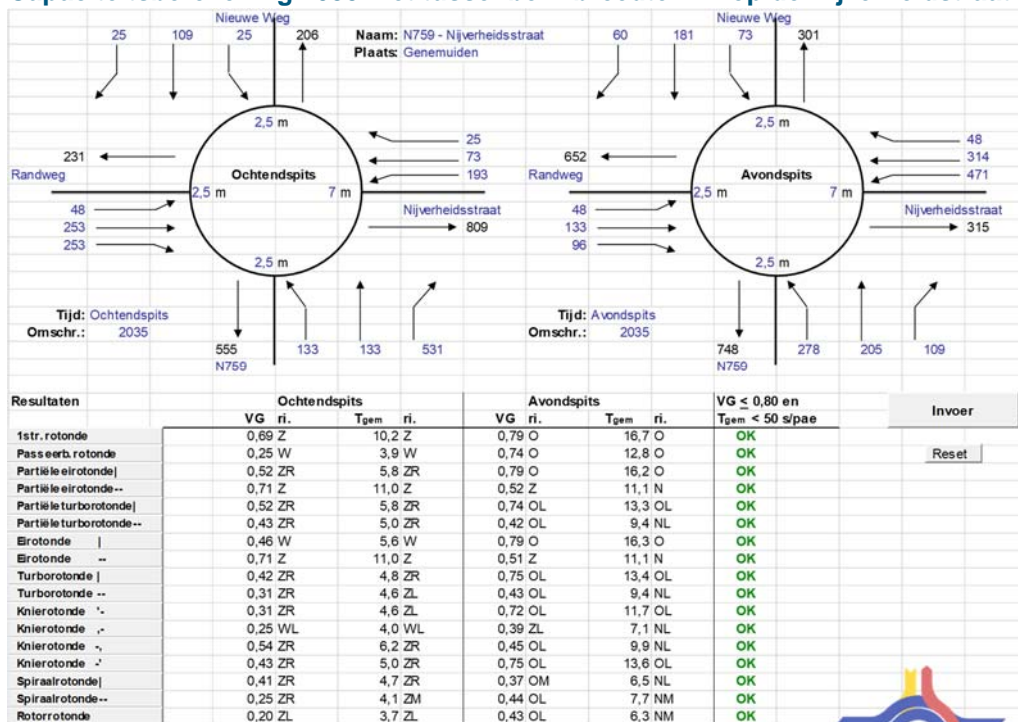 Nieuwe Weg Nieuwe Weg
25 109 25 206 Naam: N759 - Nijverheidsstraat 60 181 73 301
Plaats: Genemuiden
2,5 m 2,5 m
25 48
231 73 652 314
Randweg Ochtendspits 193 Randweg Avondspits 471
2,5 m 7 m 2,5 m 7 m
48 Nijverheidsstraat 48 Nijverheidsstraat
253 809 133 315
253 96
2,5 m 2,5 m
Tijd: Ochtendspits Tijd: Avondspits
Omschr.: 2035 Omschr.: 2035
555 133 133 531 748 278 205 109
N759 N759
Resultaten Ochtendspits Avondspits VG ≤ 0,80 en
VG ri. Tgem ri. VG ri. Tgem ri. Tgem < 50 s/pae Invoer
1str. rotonde 0,69 Z 10,2 Z 0,79 O 16,7 O OK
Passeerb. rotonde 0,25 W 3,9 W 0,74 O 12,8 O OK Reset
Partiële eirotonde| 0,52 ZR 5,8 ZR 0,79 O 16,2 O OK
Partiële eirotonde-- 0,71 Z 11,0 Z 0,52 Z 11,1 N OK
Partiële turborotonde| 0,52 ZR 5,8 ZR 0,74 OL 13,3 OL OK
Partiële turborotonde-- 0,43 ZR 5,0 ZR 0,42 OL 9,4 NL OK
Eirotonde | 0,46 W 5,6 W 0,79 O 16,3 O OK
Eirotonde -- 0,71 Z 11,0 Z 0,51 Z 11,1 N OK
Turborotonde | 0,42 ZR 4,8 ZR 0,75 OL 13,4 OL OK
Turborotonde -- 0,31 ZR 4,6 ZL 0,43 OL 9,4 NL OK
Knierotonde '- 0,31 ZR 4,6 ZL 0,72 OL 11,7 OL OK
Knierotonde ,- 0,25 WL 4,0 WL 0,39 ZL 7,1 NL OK
Knierotonde -, 0,54 ZR 6,2 ZR 0,45 OL 9,9 NL OK
Knierotonde -' 0,43 ZR 5,0 ZR 0,75 OL 13,6 OL OK
Spiraalrotonde| 0,41 ZR 4,7 ZR 0,37 OM 6,5 NL OK
Spiraalrotonde-- 0,25 ZR 4,1 ZM 0,44 OL 7,7 NM OK
Rotorrotonde 0,20 ZL 3,7 ZL 0,43 OL 6,3 NM OK